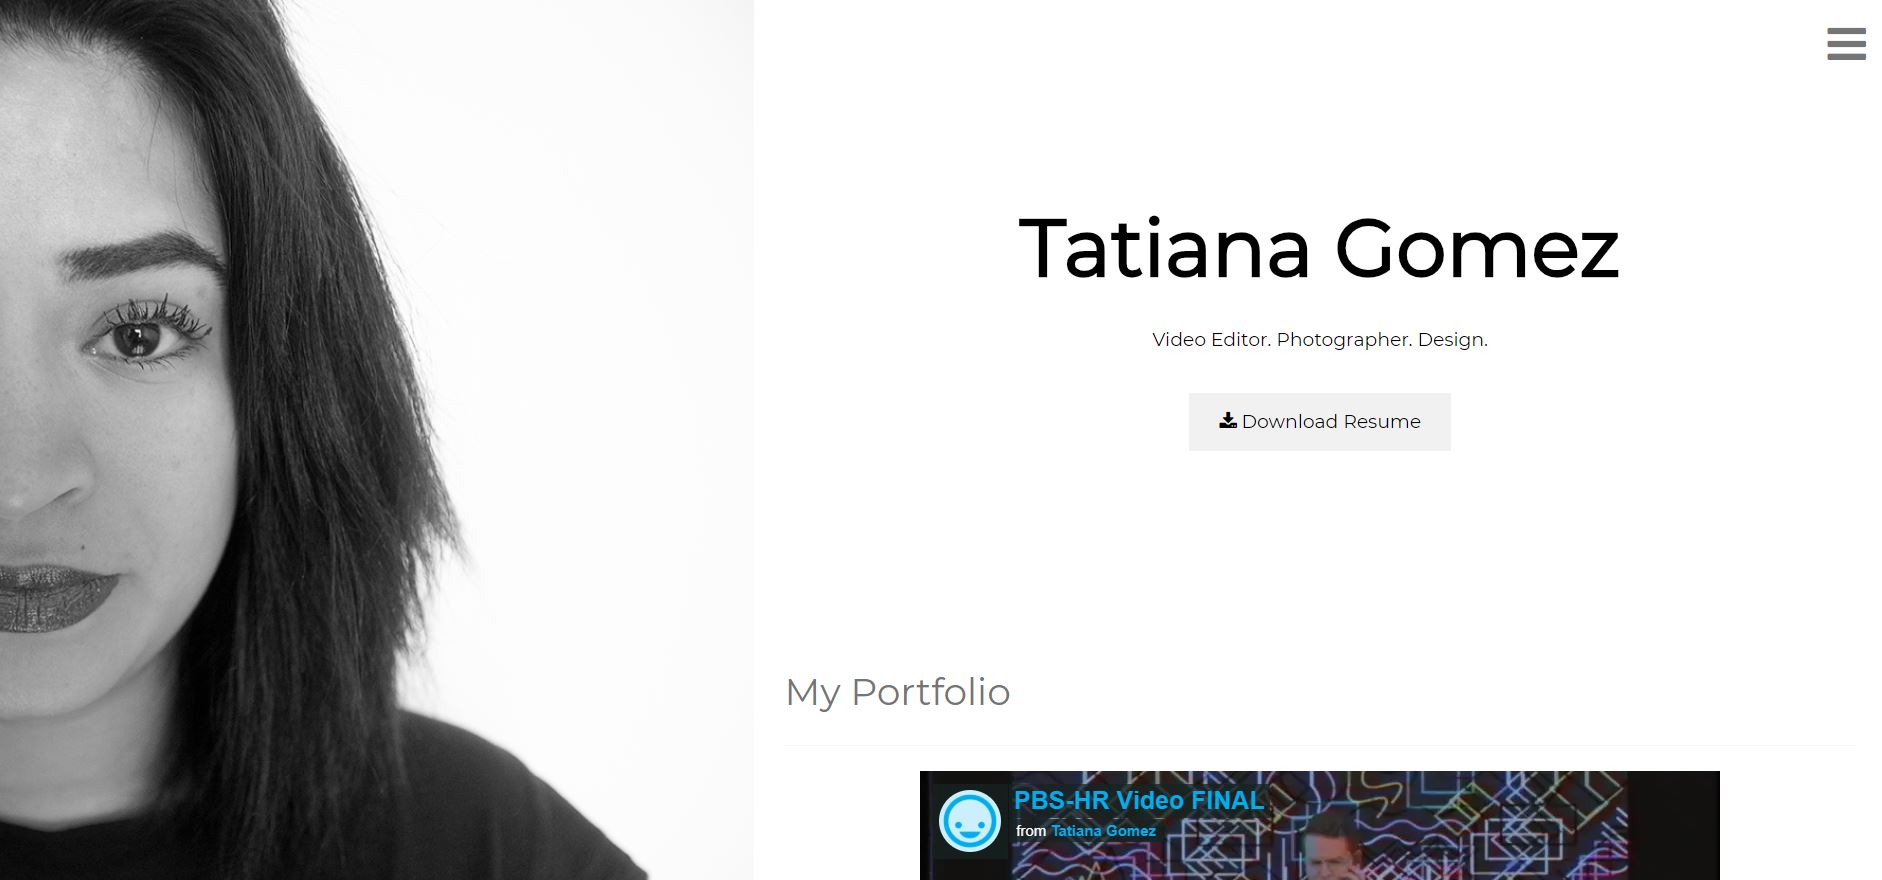 Tatiana Gomez
Video Editor. Photographer. Design.
Download Resume
My Portfolio
PBS-HR Video FINAL
from Tatiana Gomez